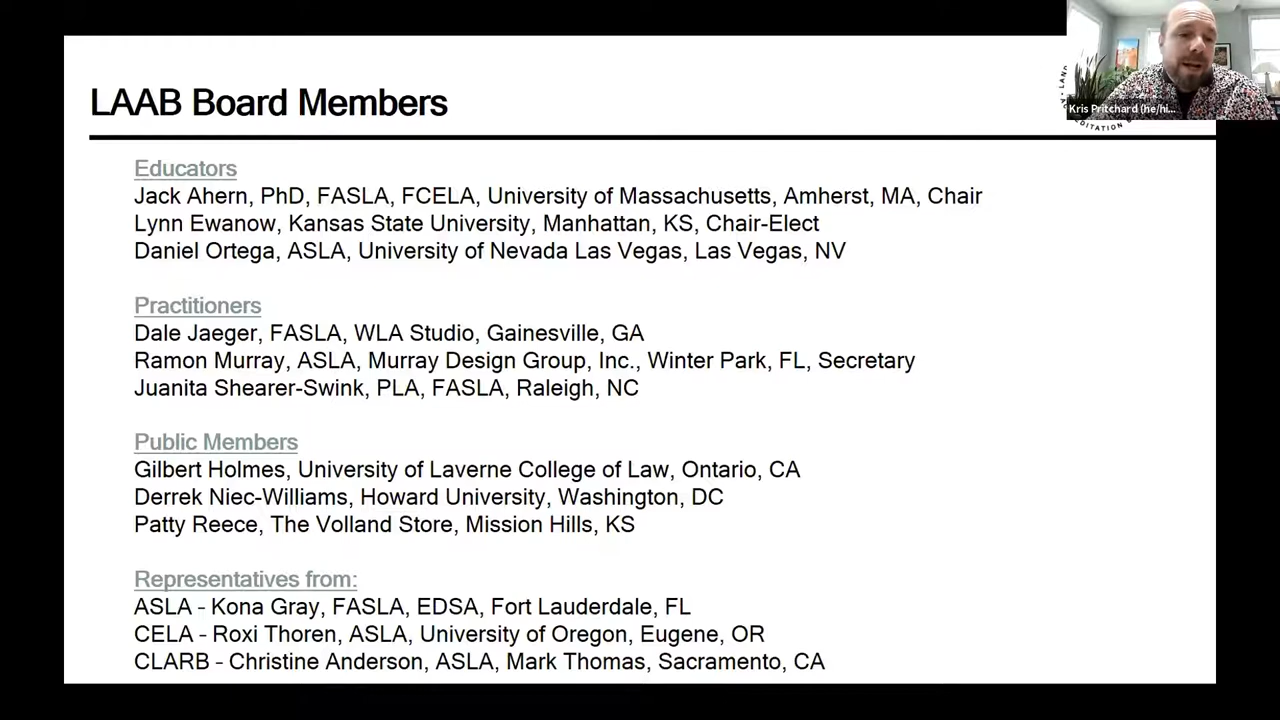 LAAB Board Members
Kris Pritchard (he/hi...
LAND
ITATION B
Educators
Jack Ahern, PhD, FASLA, FCELA, University of Massachusetts, Amherst, MA, Chair
Lynn Ewanow, Kansas State University, Manhattan, KS, Chair-Elect
Daniel Ortega, ASLA, University of Nevada Las Vegas, Las Vegas, NV
Practitioners
Dale Jaeger, FASLA, WLA Studio, Gainesville, GA
Ramon Murray, ASLA, Murray Design Group, Inc., Winter Park, FL, Secretary
Juanita Shearer-Swink, PLA, FASLA, Raleigh, NC
Public Members
Gilbert Holmes, University of Laverne College of Law, Ontario, CA
Derrek Niec-Williams, Howard University, Washington, DC
Patty Reece, The Volland Store, Mission Hills, KS
Representatives from:
ASLA - Kona Gray, FASLA, EDSA, Fort Lauderdale, FL
CELA - Roxi Thoren, ASLA, University of Oregon, Eugene, OR
CLARB - Christine Anderson, ASLA, Mark Thomas, Sacramento, CA